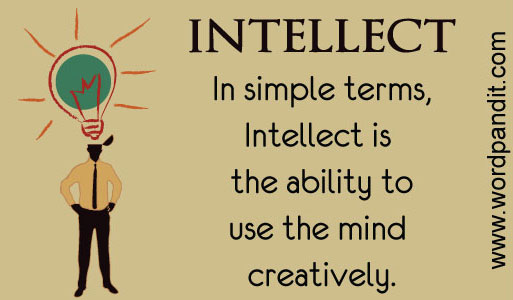 INTELLECT
In simple terms,
Intellect is
the ability to
use the mind
creatively.
www.wordpandit.com